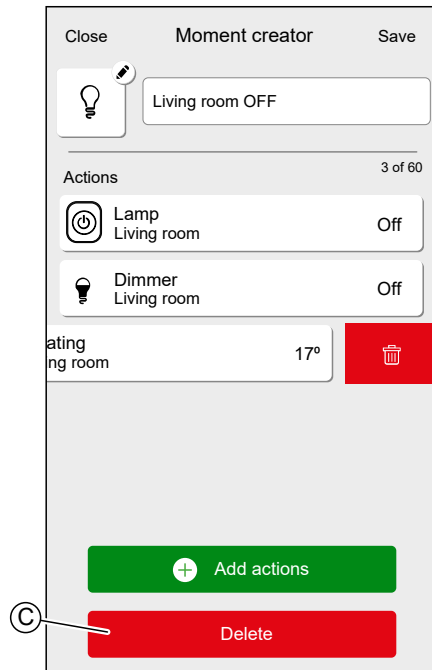 Close Moment creator Save
Living room OFF
Actions 3 of 60
Lamp
Living room Off
Dimmer
Living room Off
ating
ng room 17º
Add actions
C Delete